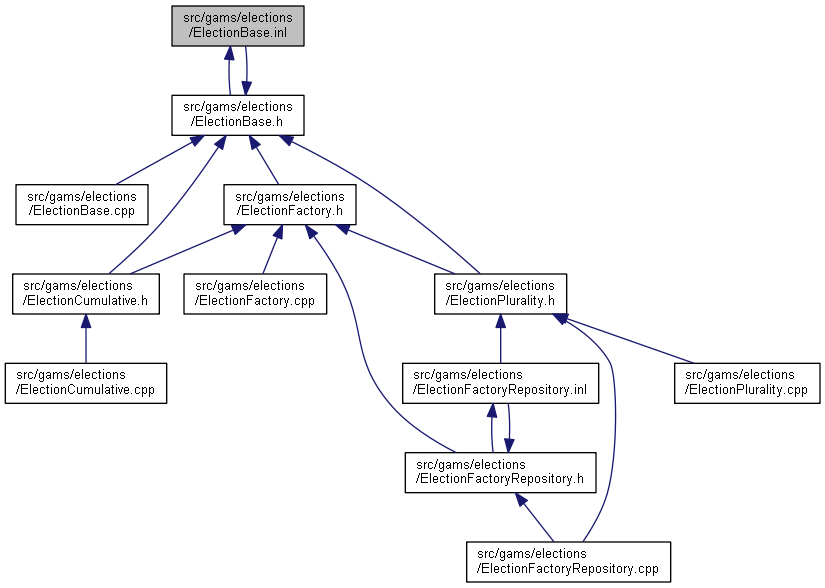 src/gams/elections
/ElectionBase.inl
src/gams/elections
/ElectionBase.h
src/gams/elections
/ElectionBase.cpp
src/gams/elections
/ElectionFactory.h
src/gams/elections
/ElectionCumulative.h
src/gams/elections
/ElectionFactory.cpp
src/gams/elections
/ElectionPlurality.h
src/gams/elections
/ElectionCumulative.cpp
src/gams/elections
/ElectionFactoryRepository.inl
src/gams/elections
/ElectionPlurality.cpp
src/gams/elections
/ElectionFactoryRepository.h
src/gams/elections
/ElectionFactoryRepository.cpp